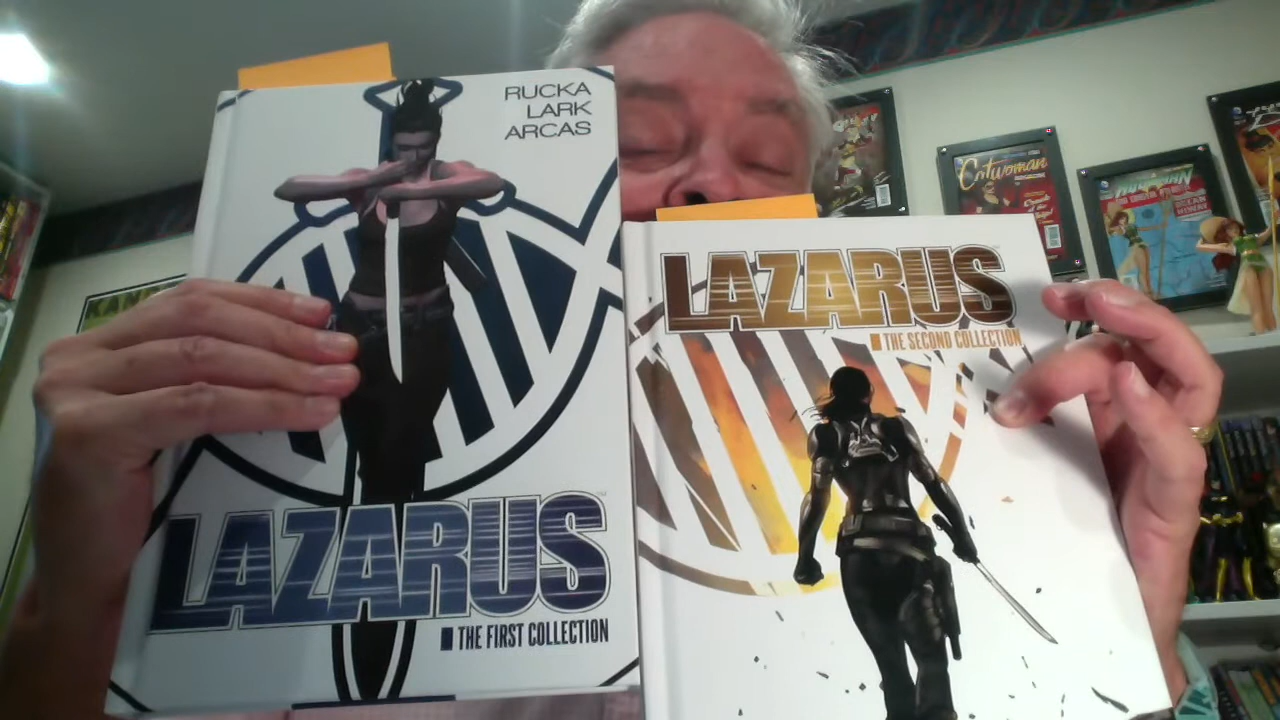 RUCKA
LARK
ARCAS
LAZARUS
THE FIRST COLLECTION
LAZARUS
THE SECOND COLLECTION
Catwoman